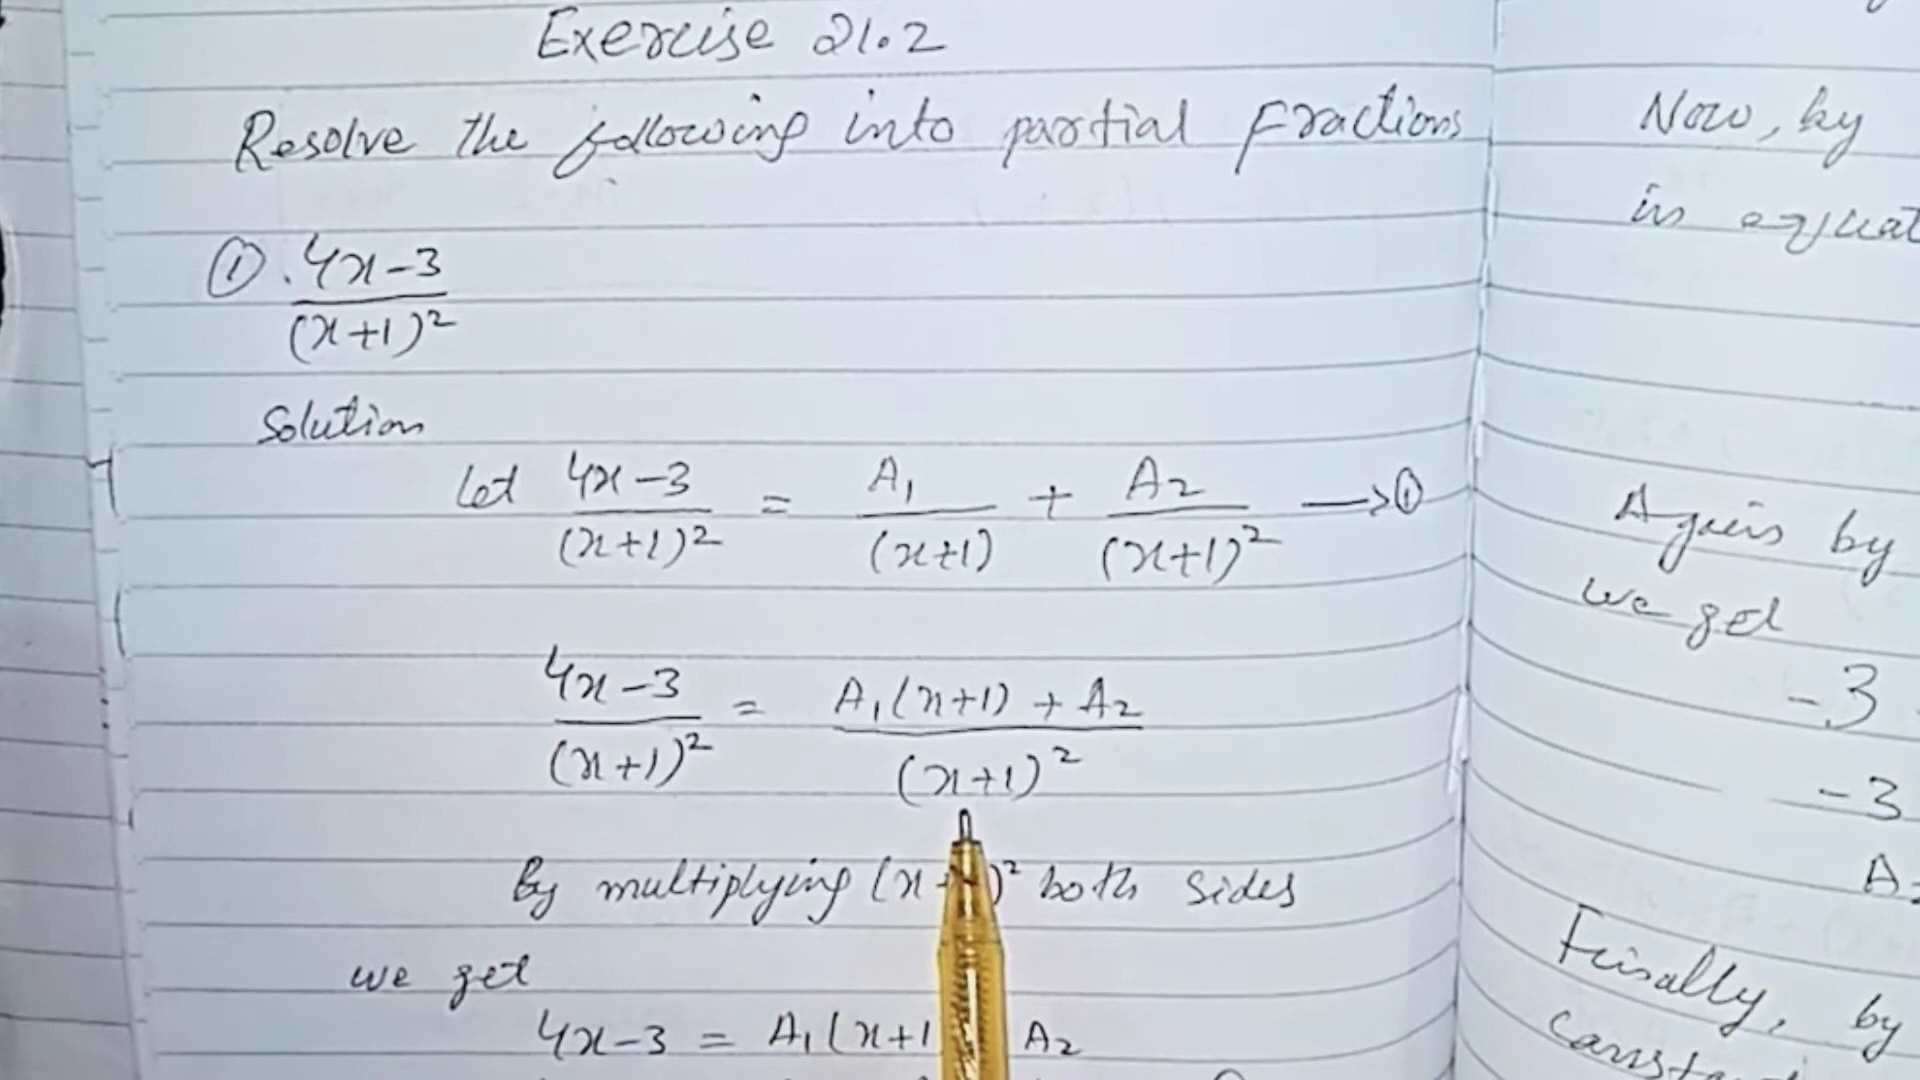 Exercise 21.2
Resolve the following into partial Fractions
① . 4x-3 / (x+1)²
Solution
Let 4x-3 / (x+1)² = A₁ / (x+1) + A₂ / (x+1)² →①
4x-3 / (x+1)² = A₁(x+1) + A₂ / (x+1)²
By multiplying (x )² both sides
we get
4x-3 = A₁(x+1 A₂
Now, by
in equat
Again by
we get
-3
-3
A
Finally, by